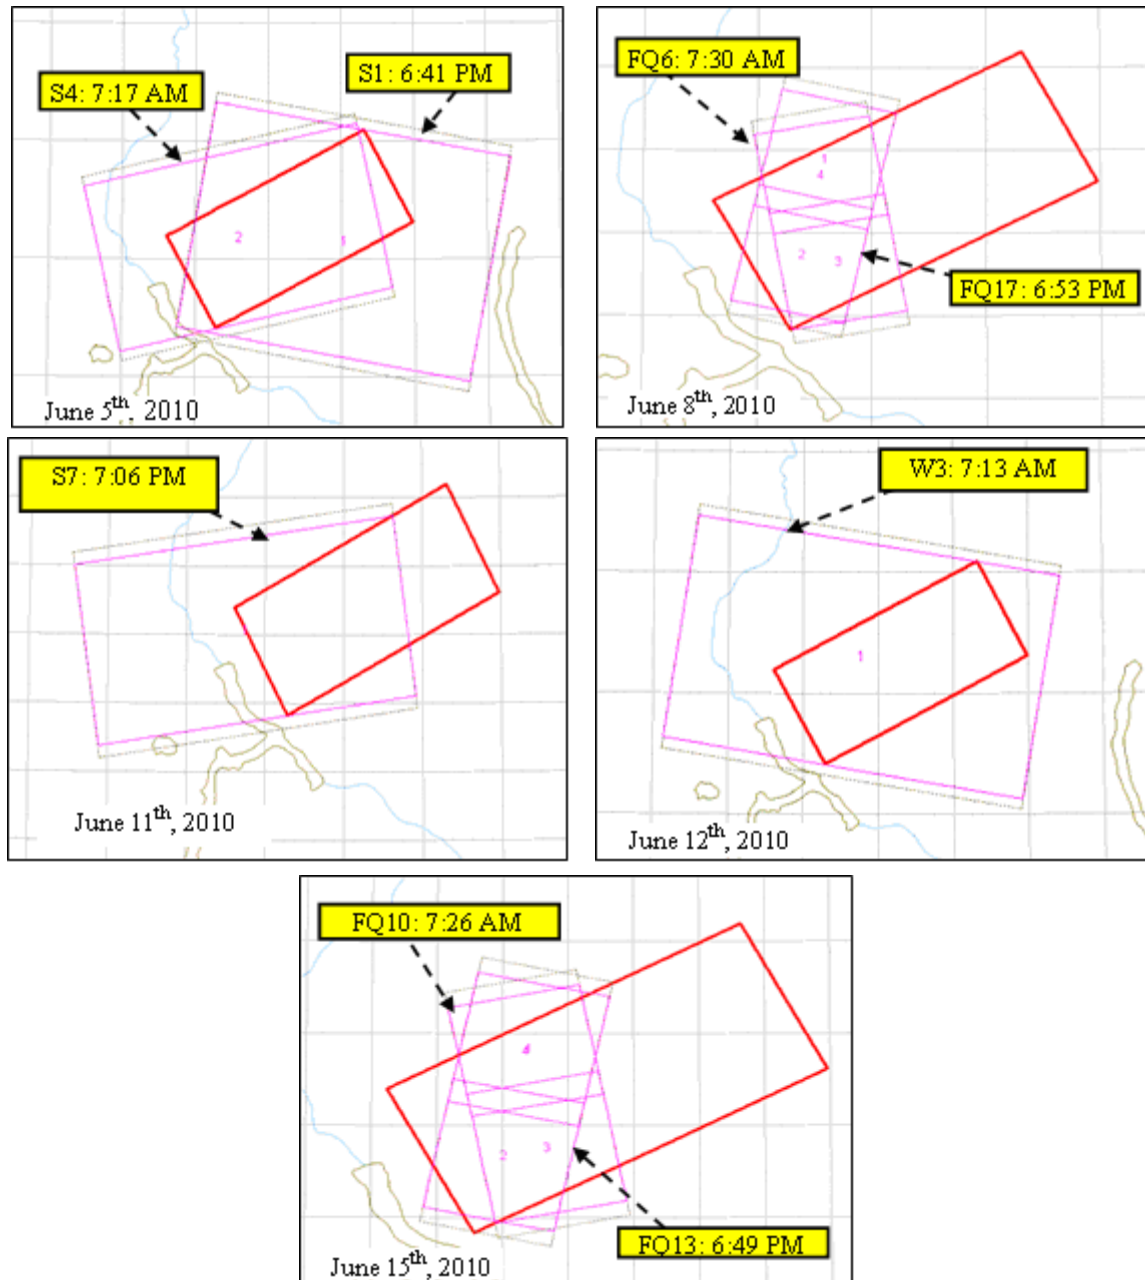 S4: 7:17 AM
S1: 6:41 PM
2
1
June 5th, 2010
FQ6: 7:30 AM
1
4
2
3
FQ17: 6:53 PM
June 8th, 2010
S7: 7:06 PM
June 11th, 2010
W3: 7:13 AM
1
June 12th, 2010
FQ10: 7:26 AM
2
3
FQ13: 6:49 PM
June 15th, 2010